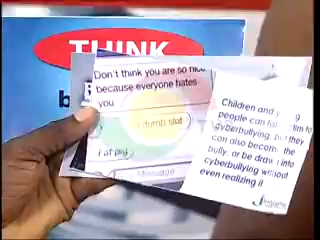 THINK
b
Don't think you are so nice
because everyone hates
you
dumb slat
Fat pig
Message
Children and young
people can fall victim to
cyberbullying, but they
can also become the
bully, or be drawn into
cyberbullying without
even realizing it